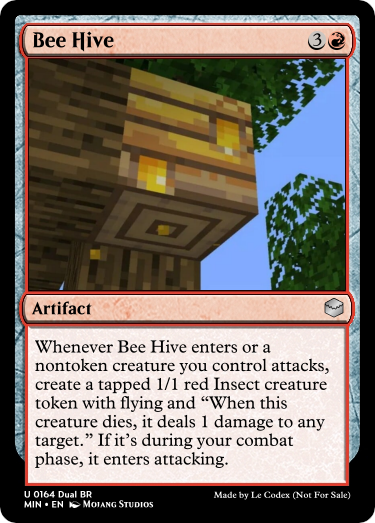 Bee Hive 3
Artifact
Whenever Bee Hive enters or a
nontoken creature you control attacks,
create a tapped 1/1 red Insect creature
token with flying and “When this
creature dies, it deals 1 damage to any
target.” If it’s during your combat
phase, it enters attacking.
U 0164 Dual BR
MIN • EN Mojang Studios
Made by Le Codex (Not For Sale)